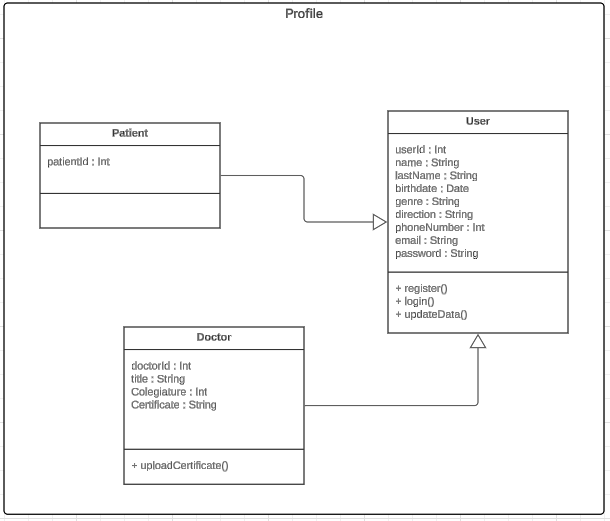 Profile
Patient
patientId : Int
User
userId : Int
name : String
lastName : String
birthdate : Date
genre : String
direction : String
phoneNumber : Int
email : String
password : String
+ register()
+ login()
+ updateData()
Doctor
doctorId : Int
title : String
Colegiature : Int
Certificate : String
+ uploadCertificate()